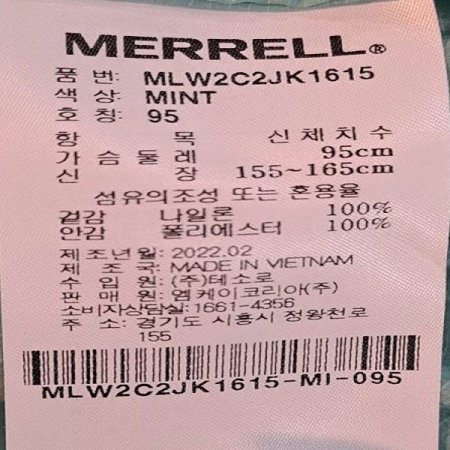 MERRELL®
품 번: MLW2C2JK1615
색 상: MINT
호 칭: 95
항 목 신체치수
가슴둘레 95cm
신 장 155~165cm
섬유의조성 또는 혼용율
겉감 나일론 100%
안감 폴리에스터 100%
제조년월: 2022.02
제 조 국: MADE IN VIETNAM
수 입 원: (주)테소로
판 매 원: 엠케이코리아(주)
소비자상담실: 1661-4356
주 소: 경기도 시흥시 정왕천로
155
MLW2C2JK1615-MI-095